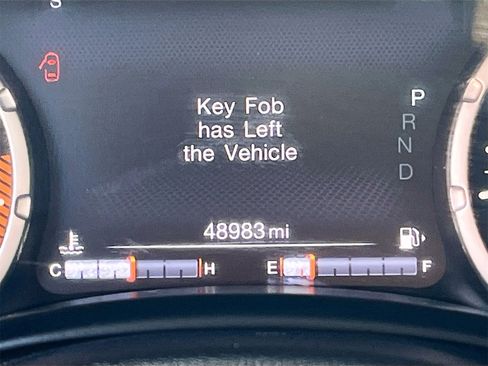 S
Key Fob
has Left
the Vehicle
P
R
N
D
48983 mi
C H E F